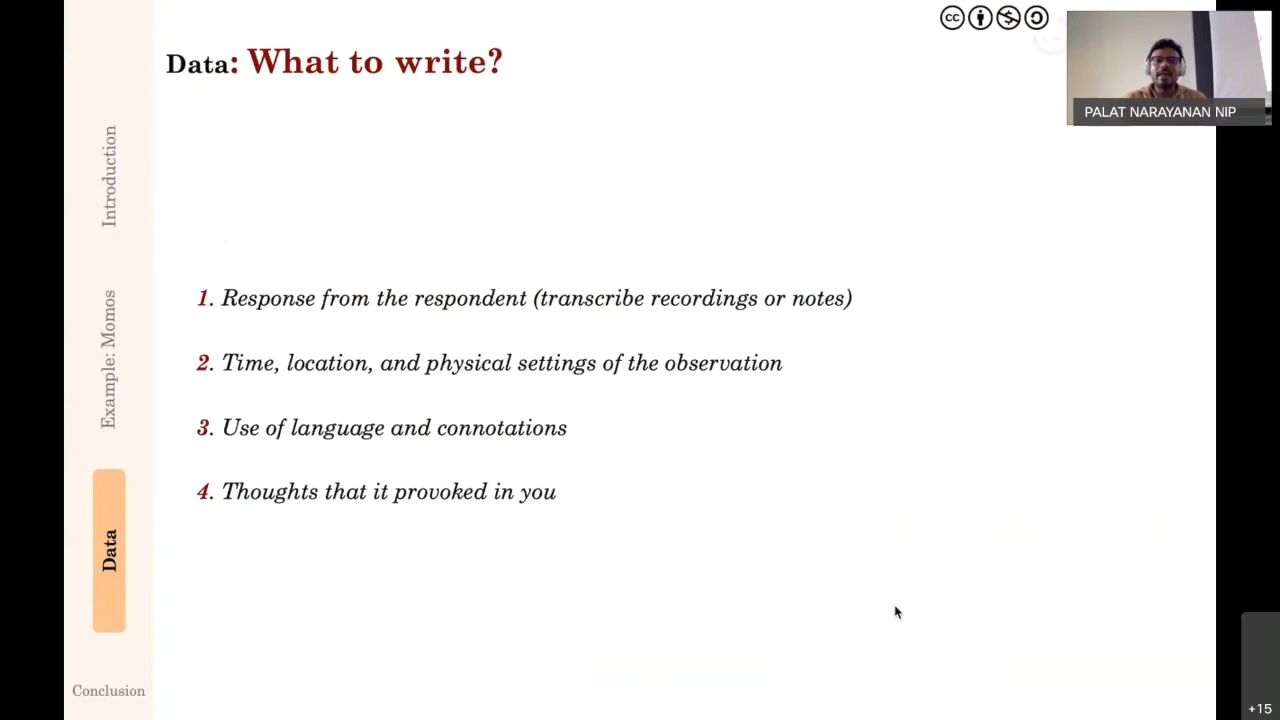 Data: What to write?
PALAT NARAYANAN NIP
Introduction
Example: Momos
Data
Conclusion
1. Response from the respondent (transcribe recordings or notes)
2. Time, location, and physical settings of the observation
3. Use of language and connotations
4. Thoughts that it provoked in you
+15